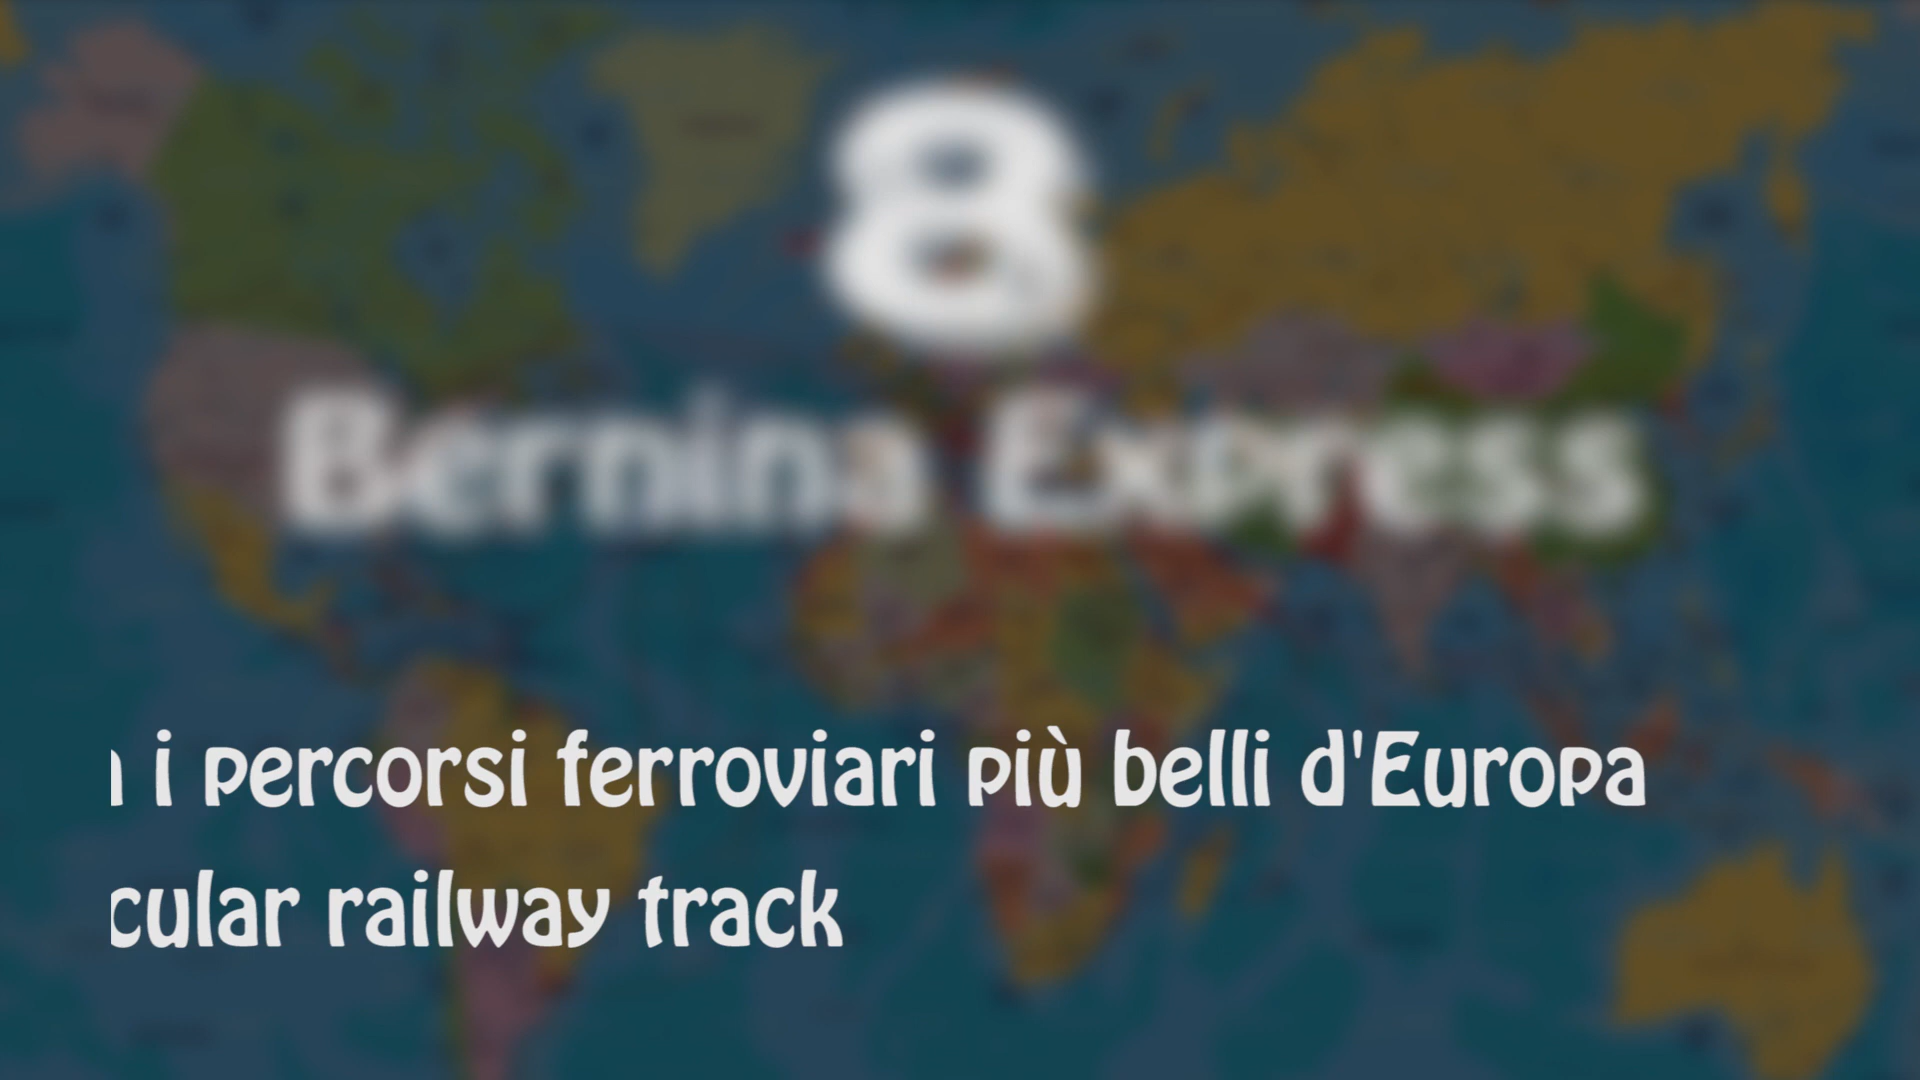 8
Bernina Express
i percorsi ferroviari più belli d'Europa
cular railway track